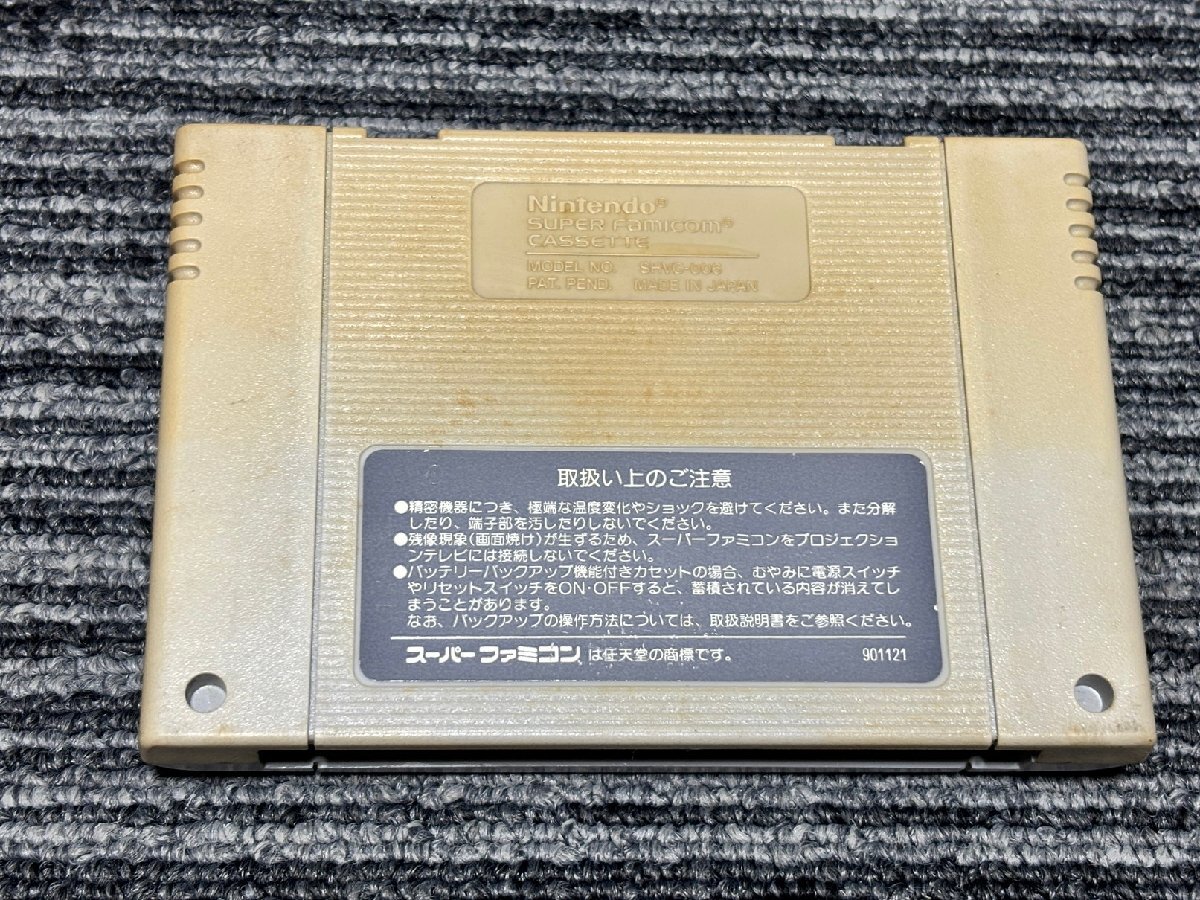 Nintendo®
SUPER Famicom®
CASSETTE
MODEL NO. SHVC-006
PAT. PEND. MADE IN JAPAN
取扱い上のご注意
●精密機器につき、極端な温度変化やショックを避けてください。また分解
したり、端子部を汚したりしないでください。
●残像現象(画面焼け)が生ずるため、スーパーファミコンをプロジェクショ
ンテレビには接続しないでください。
●バッテリーバックアップ機能付きカセットの場合、むやみに電源スイッチ
やリセットスイッチをON・OFFすると、蓄積されている内容が消えてし
まうことがあります。
なお、バックアップの操作方法については、取扱説明書をご参照ください。
スーパーファミコンは任天堂の商標です。 901121